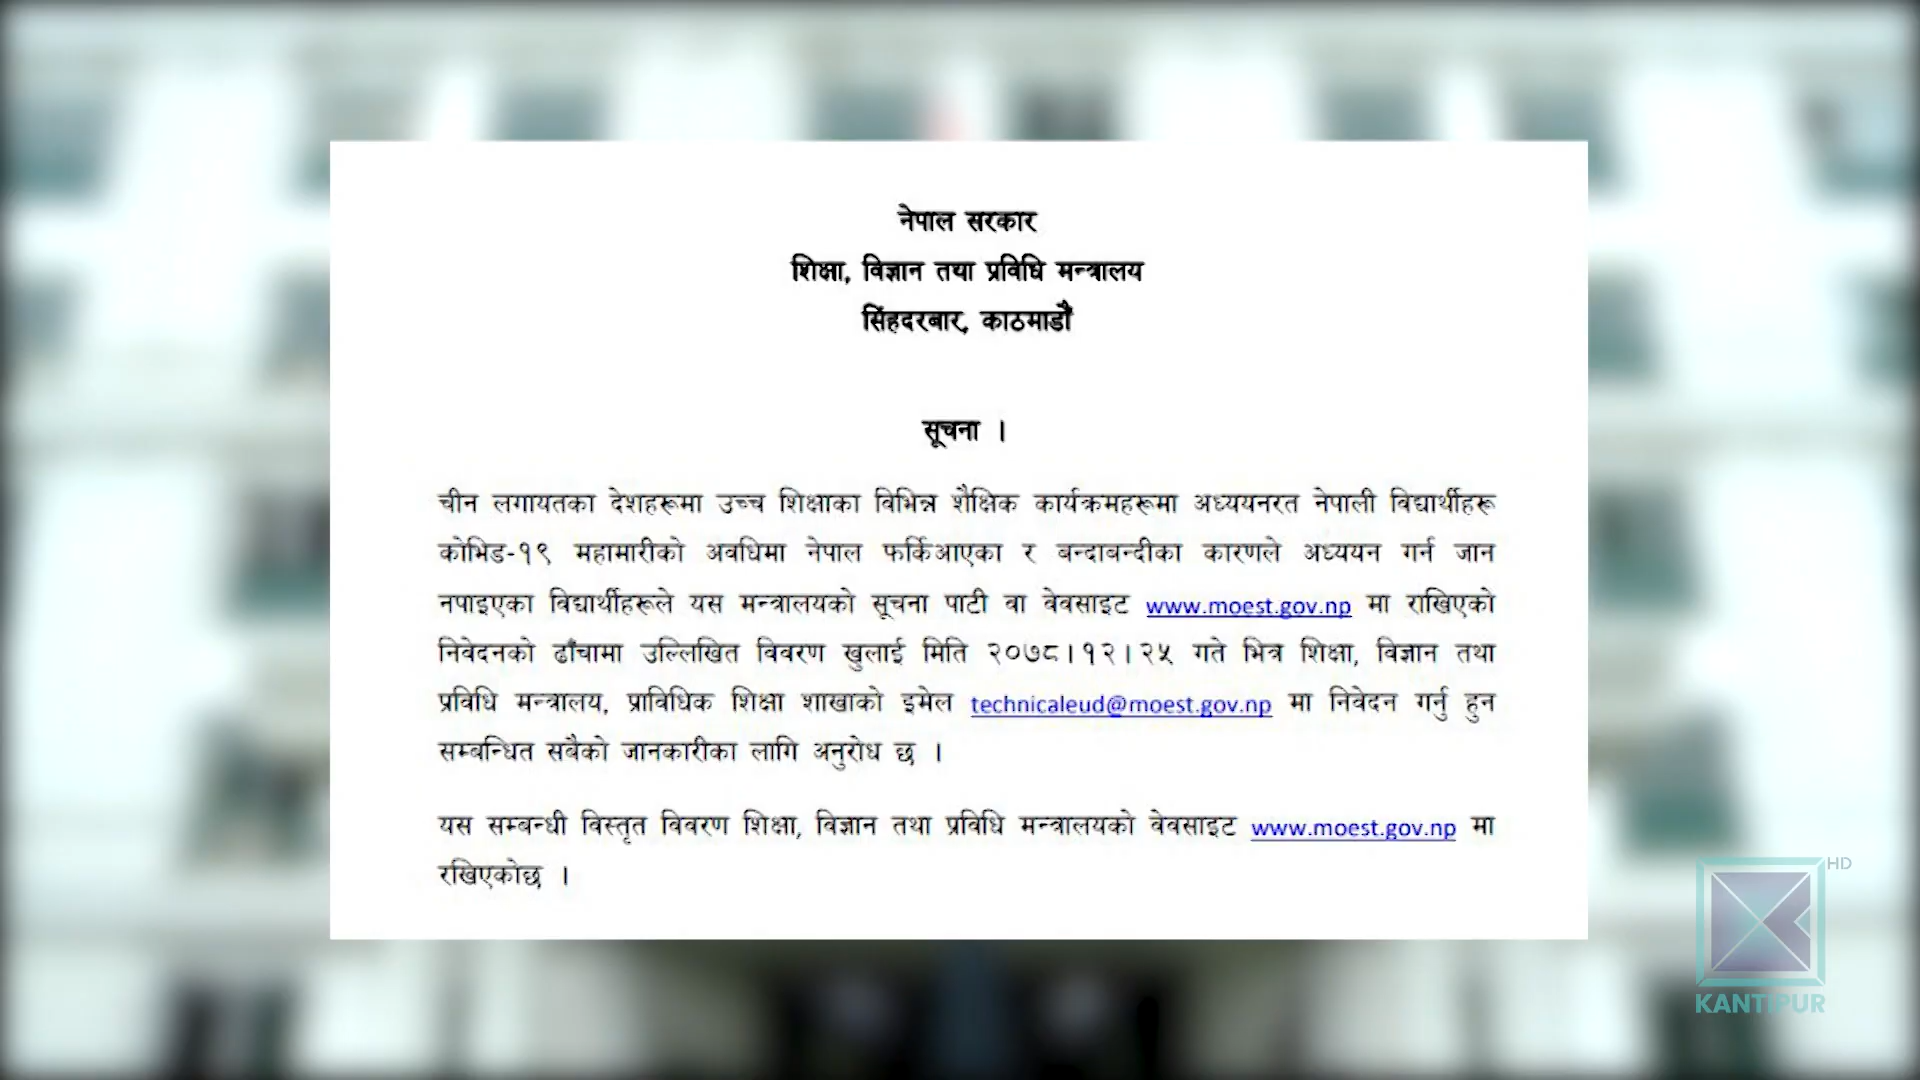 नेपाल सरकार
शिक्षा, विज्ञान तथा प्रविधि मन्त्रालय
सिंहदरबार, काठमाडौं
सूचना ।
चीन लगायतका देशहरूमा उच्च शिक्षाका विभिन्न शैक्षिक कार्यक्रमहरूमा अध्ययनरत नेपाली विद्यार्थीहरू
कोभिड-१९ महामारीको अवधिमा नेपाल फर्किआएका र बन्दाबन्दीका कारणले अध्ययन गर्न जान
नपाइएका विद्यार्थीहरूले यस मन्त्रालयको सूचना पाटी वा वेवसाइट www.moest.gov.np मा राखिएको
निवेदनको ढाँचामा उल्लिखित विवरण खुलाई मिति २०७८।१२।२५ गते भित्र शिक्षा, विज्ञान तथा
प्रविधि मन्त्रालय, प्राविधिक शिक्षा शाखाको इमेल technicaleud@moest.gov.np मा निवेदन गर्नु हुन
सम्बन्धित सबैको जानकारीका लागि अनुरोध छ ।
यस सम्बन्धी विस्तृत विवरण शिक्षा, विज्ञान तथा प्रविधि मन्त्रालयको वेवसाइट www.moest.gov.np मा
रखिएकोछ ।
HD
KANTIPUR